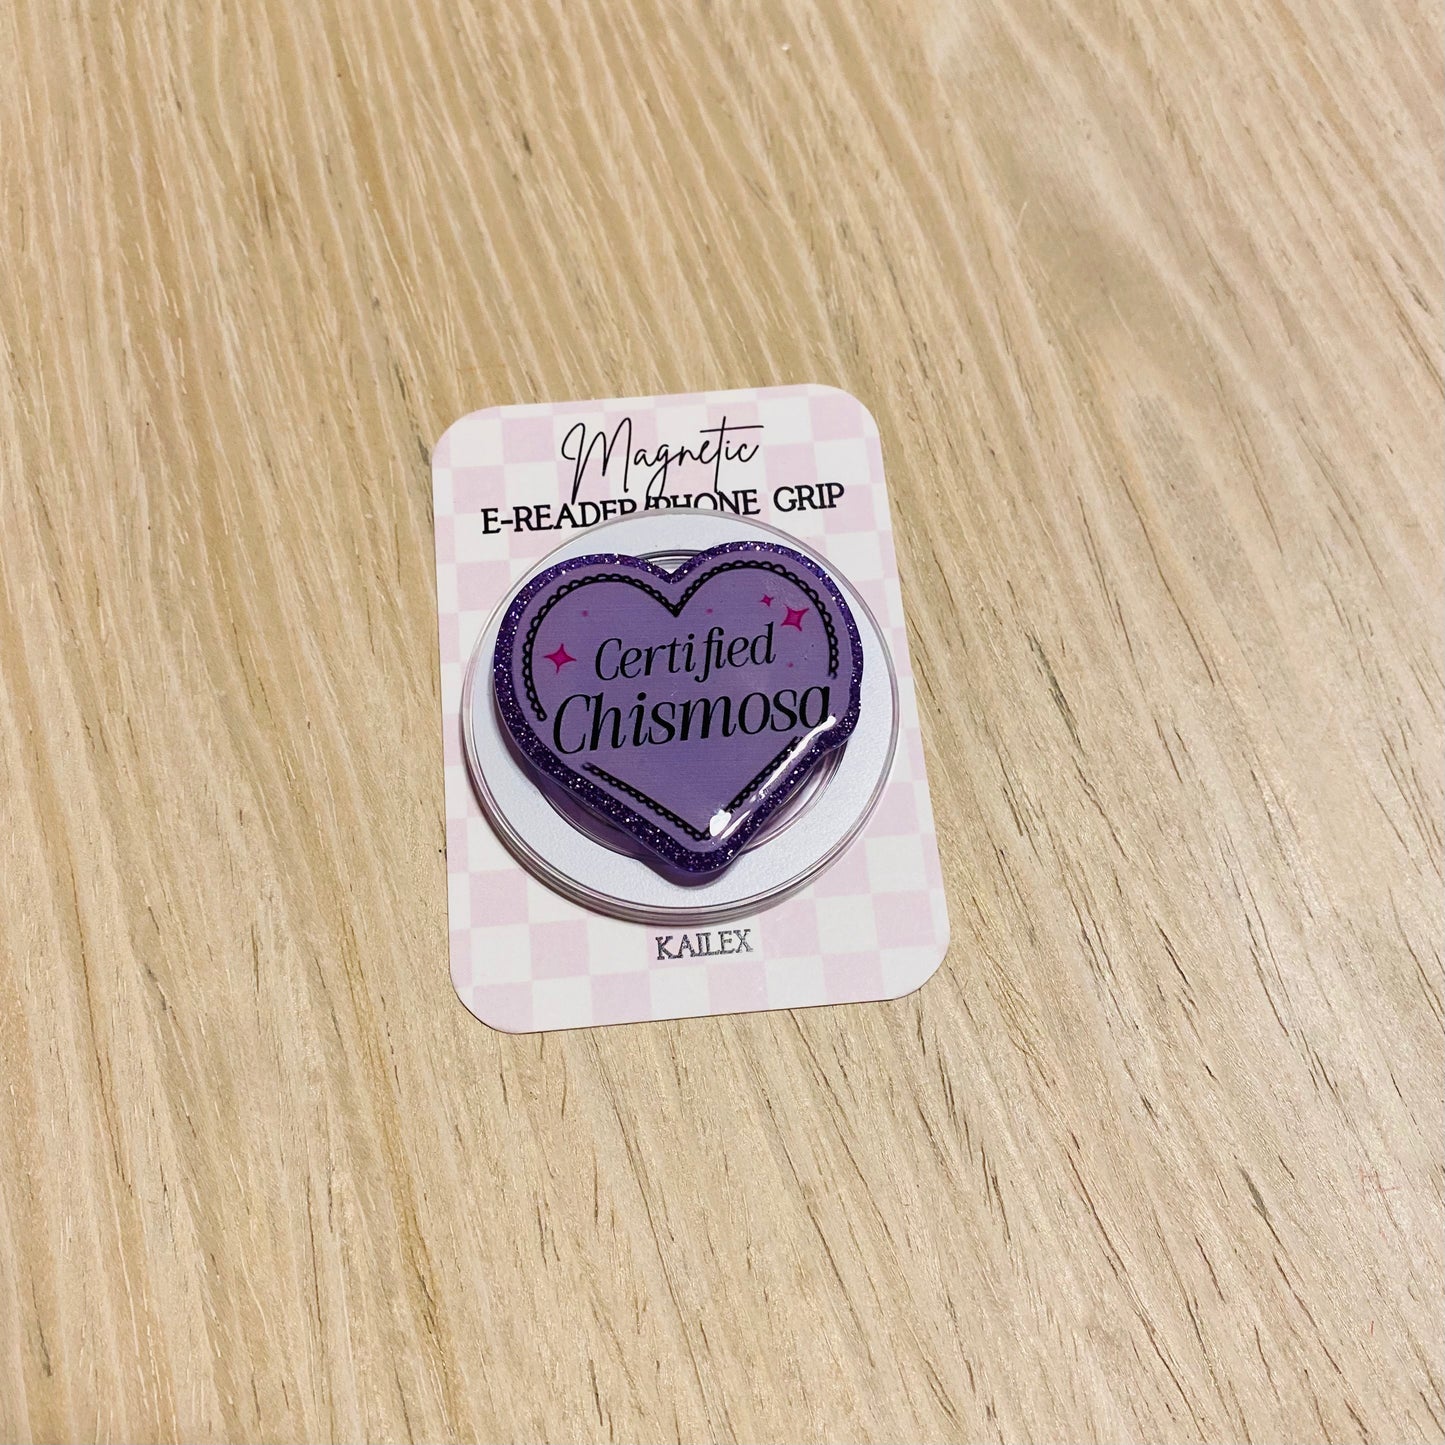 Magnetic
E-READER/PHONE GRIP
Certified
Chismosa
KAILEX